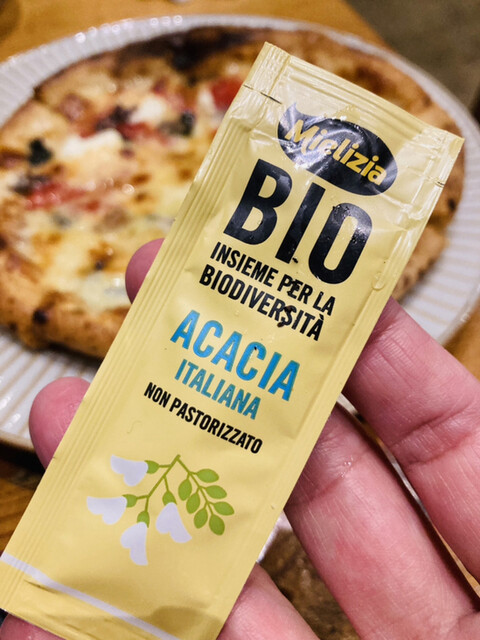 Mielizia
BIO
INSIEME PER LA
BIODIVERSITÀ
ACACIA
ITALIANA
NON PASTORIZZATO